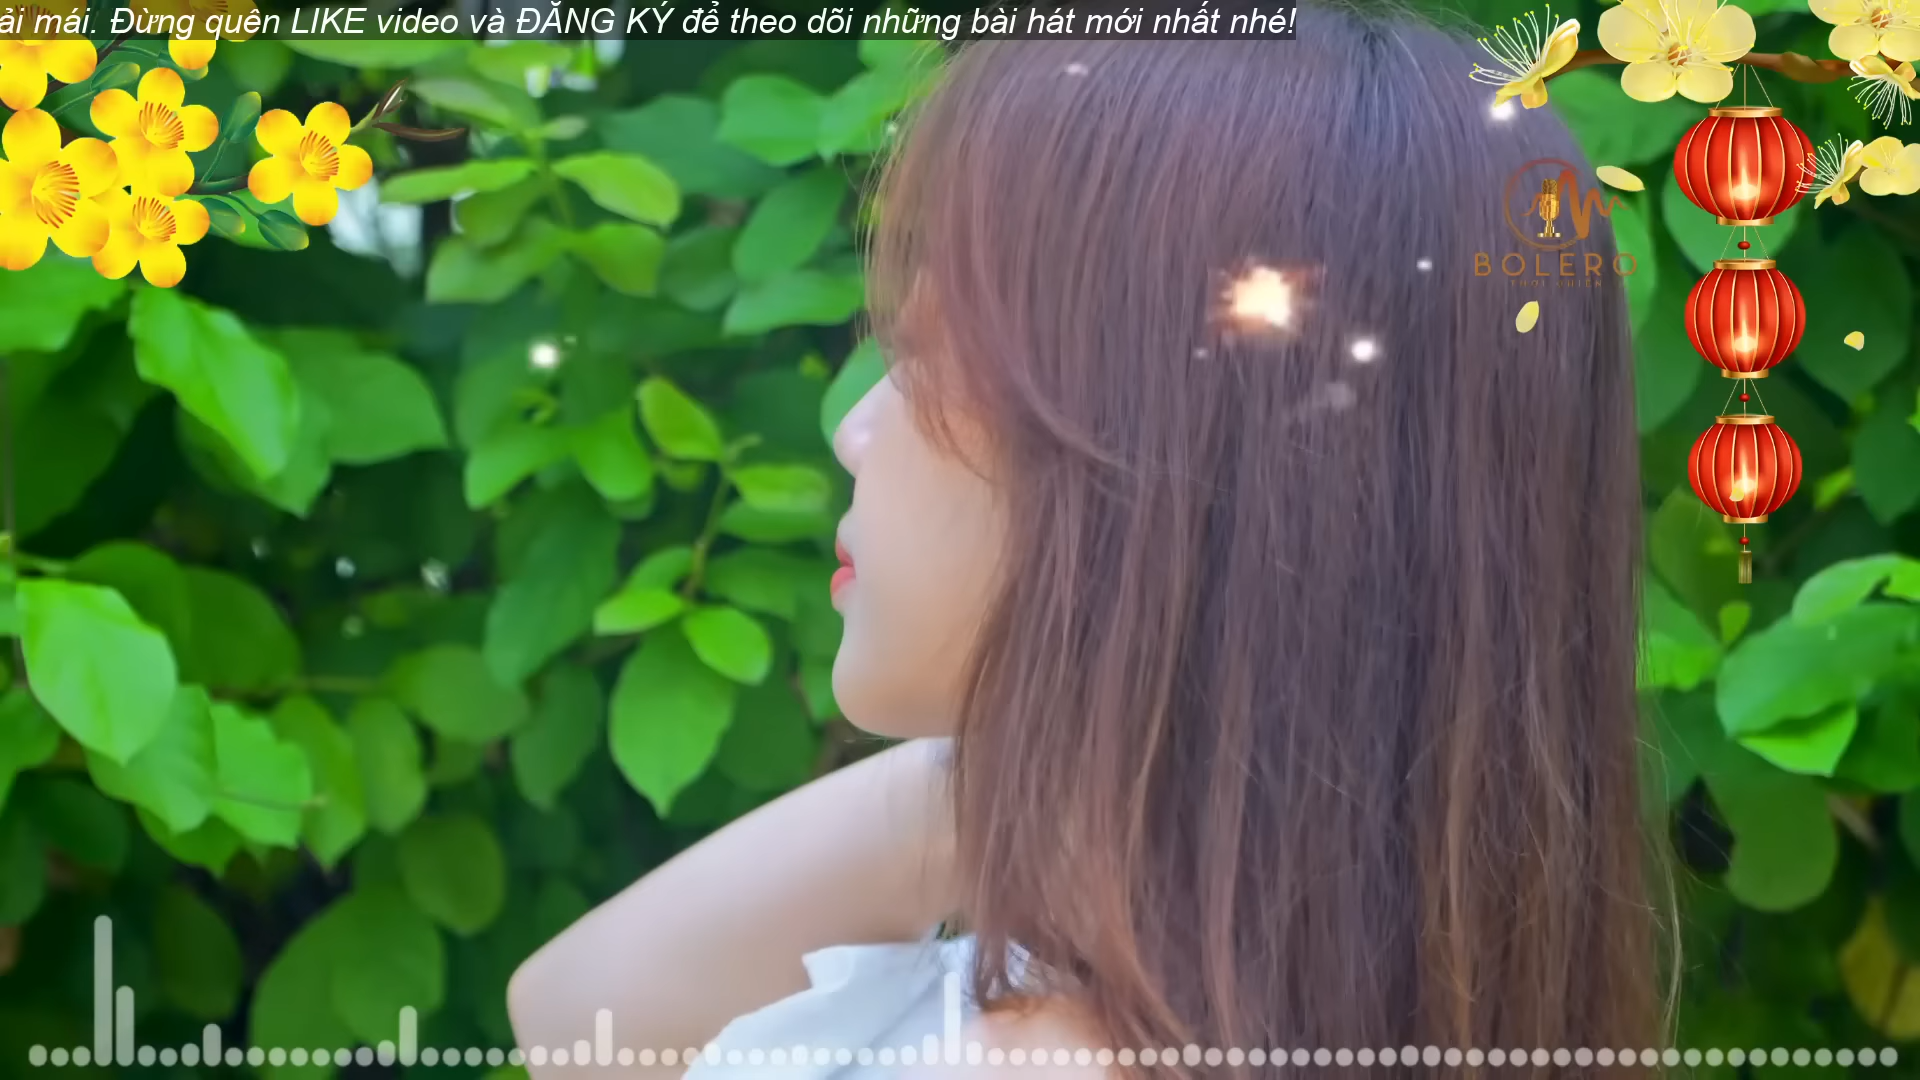 ải mái. Đừng quên LIKE video và ĐĂNG KÝ để theo dõi những bài hát mới nhất nhé!
BOLERO